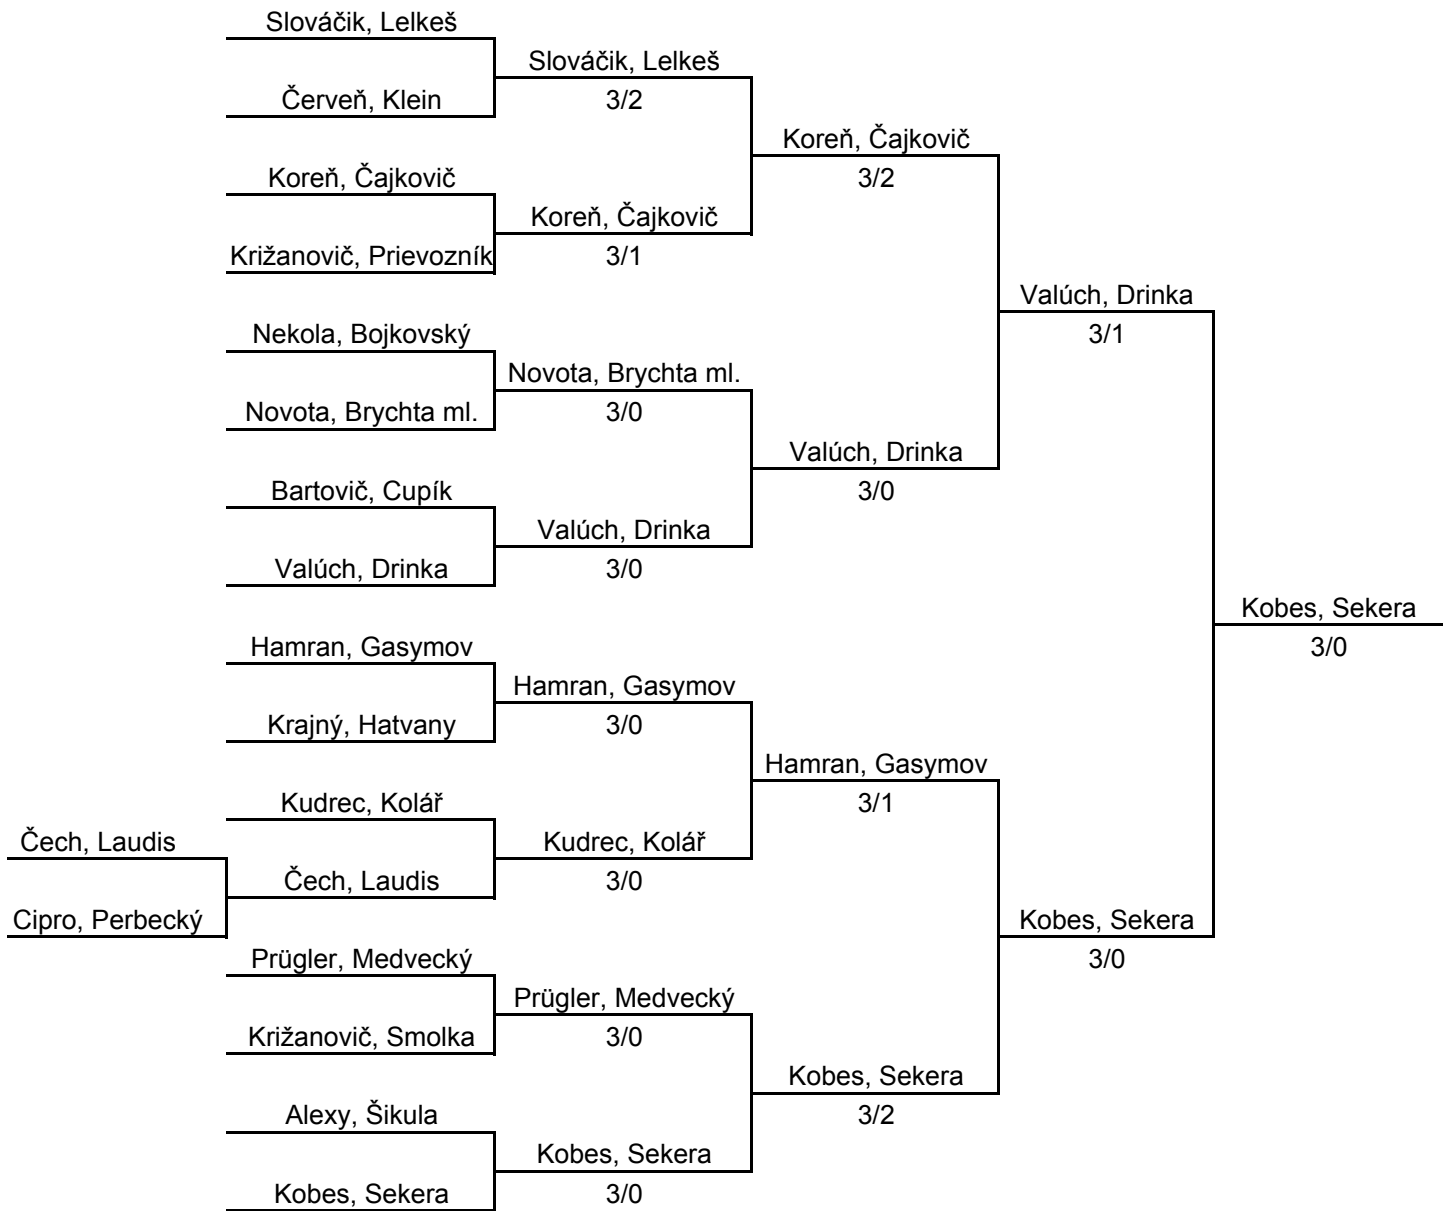 Slováčik, Lelkeš
Slováčik, Lelkeš
Červeň, Klein
3/2
Koreň, Čajkovič
Koreň, Čajkovič
3/2
Koreň, Čajkovič
Križanovič, Prievozník
3/1
Valúch, Drinka
Nekola, Bojkovský
3/1
Novota, Brychta ml.
Novota, Brychta ml.
3/0
Valúch, Drinka
Bartovič, Cupík
3/0
Valúch, Drinka
Valúch, Drinka
3/0
Kobes, Sekera
Hamran, Gasymov
3/0
Hamran, Gasymov
Krajný, Hatvany
3/0
Hamran, Gasymov
Kudrec, Kolář
3/1
Čech, Laudis
Kudrec, Kolář
Čech, Laudis
3/0
Cipro, Perbecký
Kobes, Sekera
Prügler, Medvecký
3/0
Prügler, Medvecký
Križanovič, Smolka
3/0
Kobes, Sekera
Alexy, Šikula
3/2
Kobes, Sekera
Kobes, Sekera
3/0